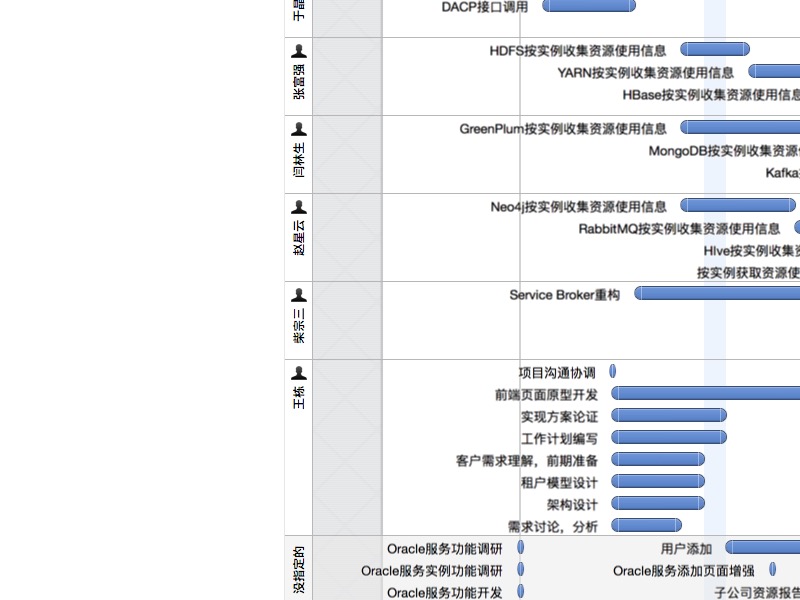 于晶
DACP接口调用
张富强
HDFS按实例收集资源使用信息
YARN按实例收集资源使用信息
HBase按实例收集资源使用信息
闫林生
GreenPlum按实例收集资源使用信息
MongoDB按实例收集资源
Kafka
赵星云
Neo4j按实例收集资源使用信息
RabbitMQ按实例收集资源使用信息
HIve按实例收集
按实例获取资源使
柴宗三
Service Broker重构
王栋
项目沟通协调
前端页面原型开发
实现方案论证
工作计划编写
客户需求理解，前期准备
租户模型设计
架构设计
需求讨论，分析
没指定的
Oracle服务功能调研
用户添加
Oracle服务实例功能调研
Oracle服务添加页面增强
Oracle服务功能开发
子公司资源报告